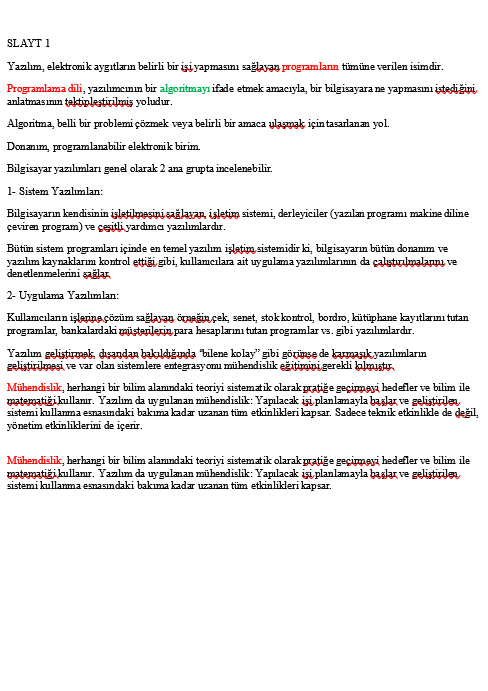 SLAYT 1
Yazılım, elektronik aygıtların belirli bir işi yapmasını sağlayan programların tümüne verilen isimdir.
Programlama dili, yazılımcının bir algoritmayı ifade etmek amacıyla, bir bilgisayara ne yapmasını istediğini
anlatmasının tektipleştirilmiş yoludur.
Algoritma, belli bir problemi çözmek veya belirli bir amaca ulaşmak için tasarlanan yol.
Donanım, programlanabilir elektronik birim.
Bilgisayar yazılımları genel olarak 2 ana grupta incelenebilir.
1- Sistem Yazılımları:
Bilgisayarın kendisinin işletilmesini sağlayan, işletim sistemi, derleyiciler (yazılan programı makine diline
çeviren program) ve çeşitli yardımcı yazılımlardır.
Bütün sistem programları içinde en temel yazılım işletim sistemidir ki, bilgisayarın bütün donanım ve
yazılım kaynaklarını kontrol ettiği gibi, kullanıcılara ait uygulama yazılımlarının da çalıştırılmalarını ve
denetlenmelerini sağlar.
2- Uygulama Yazılımları:
Kullanıcıların işlerine çözüm sağlayan örneğin çek, senet, stok kontrol, bordro, kütüphane kayıtlarını tutan
programlar, bankalardaki müşterilerin para hesaplarını tutan programlar vs. gibi yazılımlardır.
Yazılım geliştirmek, dışarıdan bakıldığında “bilene kolay” gibi görünse de karmaşık yazılımların
geliştirilmesi ve var olan sistemlere entegrasyonu mühendislik eğitimini gerekli kılmıştır.
Mühendislik, herhangi bir bilim alanındaki teoriyi sistematik olarak pratiğe geçirmeyi hedefler ve bilim ile
matematiği kullanır. Yazılım da uygulanan mühendislik: Yapılacak işi planlamayla başlar ve geliştirilen
sistemi kullanma esnasındaki bakıma kadar uzanan tüm etkinlikleri kapsar. Sadece teknik etkinlikle de değil,
yönetim etkinliklerini de içerir.
Mühendislik, herhangi bir bilim alanındaki teoriyi sistematik olarak pratiğe geçirmeyi hedefler ve bilim ile
matematiği kullanır. Yazılım da uygulanan mühendislik: Yapılacak işi planlamayla başlar ve geliştirilen
sistemi kullanma esnasındaki bakıma kadar uzanan tüm etkinlikleri kapsar.